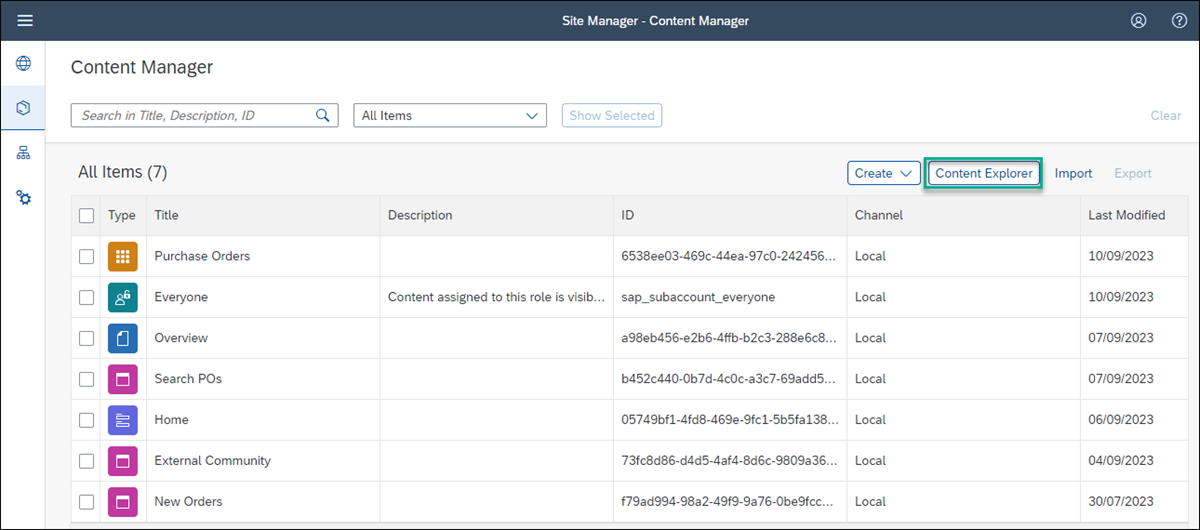 Site Manager - Content Manager
Content Manager
Search in Title, Description, ID All Items Show Selected Clear
All Items (7) Create Content Explorer Import Export
Type Title Description ID Channel Last Modified
Purchase Orders 6538ee03-469c-44ea-97c0-242456... Local 10/09/2023
Everyone Content assigned to this role is visib... sap_subaccount_everyone Local 10/09/2023
Overview a98eb456-e2b6-4ffb-b2c3-288e6c8... Local 07/09/2023
Search POs b452c440-0b7d-4c0c-a3c7-69add5... Local 07/09/2023
Home 05749bf1-4fd8-469e-9fc1-5b5fa138... Local 06/09/2023
External Community 73fc8d86-d4d5-4af4-8d6c-9809a36... Local 04/09/2023
New Orders f79ad994-98a2-49f9-9a76-0be9fcc... Local 30/07/2023